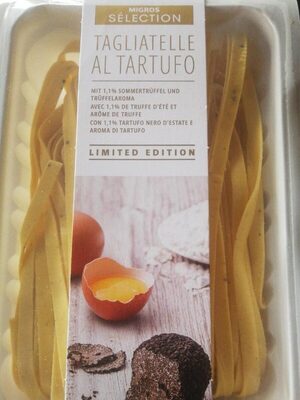 MIGROS
SÉLECTION
TAGLIATELLE
AL TARTUFO
MIT 1,1% SOMMERTRÜFFEL UND
TRÜFFELAROMA
AVEC 1,1% DE TRUFFE D'ÉTÉ ET
ARÔME DE TRUFFE
CON 1,1% TARTUFO NERO D'ESTATE E
AROMA DI TARTUFO
LIMITED EDITION